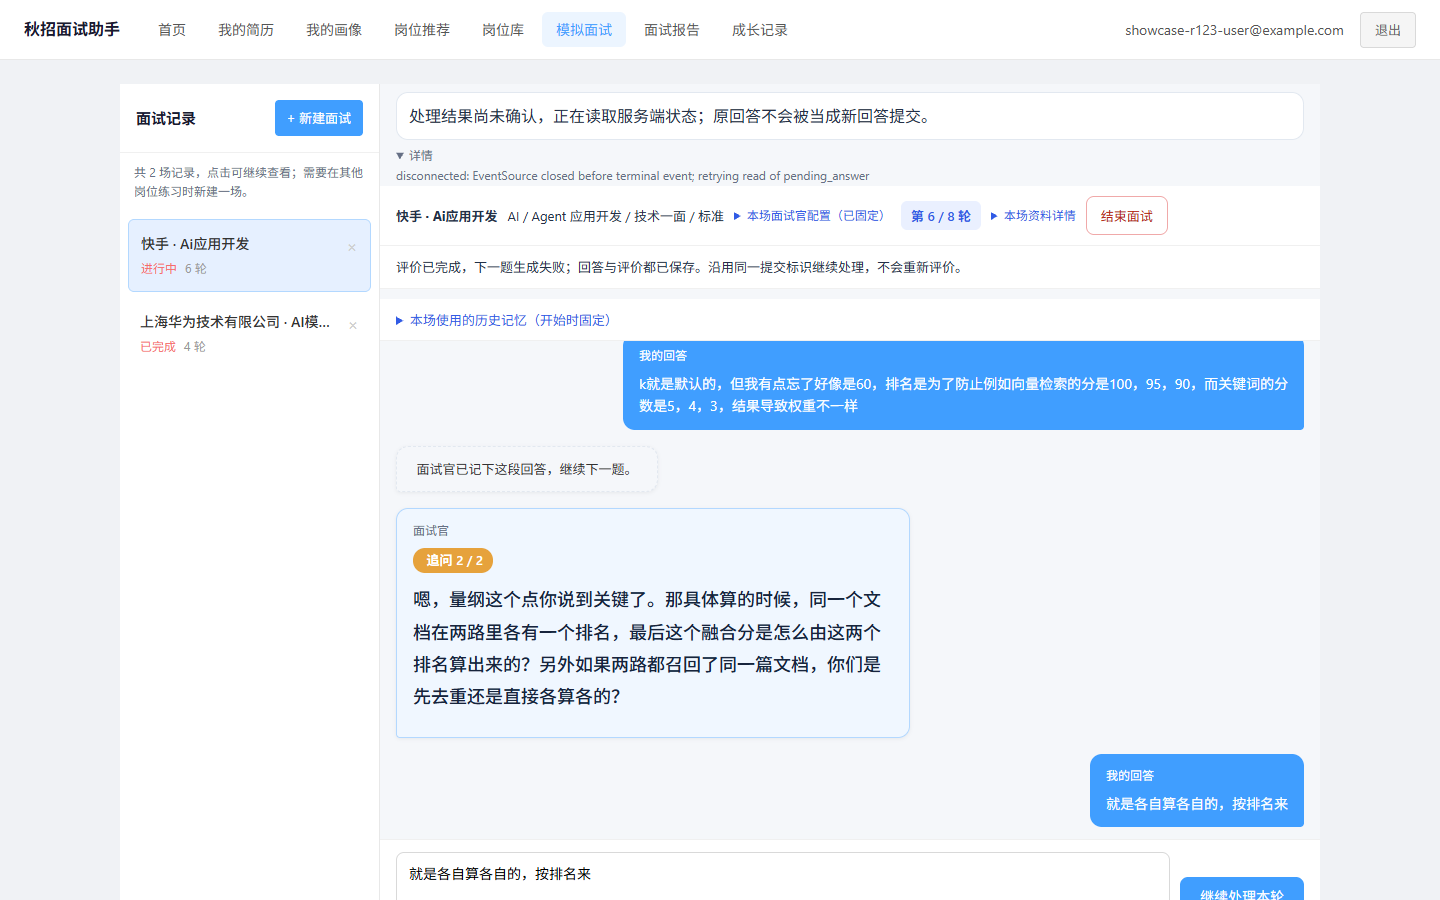 秋招面试助手 首页 我的简历 我的画像 岗位推荐 岗位库 模拟面试 面试报告 成长记录 showcase-r123-user@example.com 退出
面试记录 + 新建面试
共 2 场记录，点击可继续查看；需要在其他
岗位练习时新建一场。
快手 · Ai应用开发 ×
进行中 6 轮
上海华为技术有限公司 · AI模... ×
已完成 4 轮
处理结果尚未确认，正在读取服务端状态；原回答不会被当成新回答提交。
▼ 详情
disconnected: EventSource closed before terminal event; retrying read of pending_answer
快手 · Ai应用开发 AI / Agent 应用开发 / 技术一面 / 标准 ▶ 本场面试官配置（已固定） 第 6 / 8 轮 ▶ 本场资料详情 结束面试
评价已完成，下一题生成失败；回答与评价都已保存。沿用同一提交标识继续处理，不会重新评价。
▶ 本场使用的历史记忆（开始时固定）
我的回答
k就是默认的，但我有点忘了好像是60，排名是为了防止例如向量检索的分是100，95，90，而关键词的分
数是5，4，3，结果导致权重不一样
面试官已记下这段回答，继续下一题。
面试官
追问 2 / 2
嗯，量纲这个点你说到关键了。那具体算的时候，同一个文
档在两路里各有一个排名，最后这个融合分是怎么由这两个
排名算出来的？另外如果两路都召回了同一篇文档，你们是
先去重还是直接各算各的？
我的回答
就是各自算各自的，按排名来
就是各自算各自的，按排名来
继续处理本轮